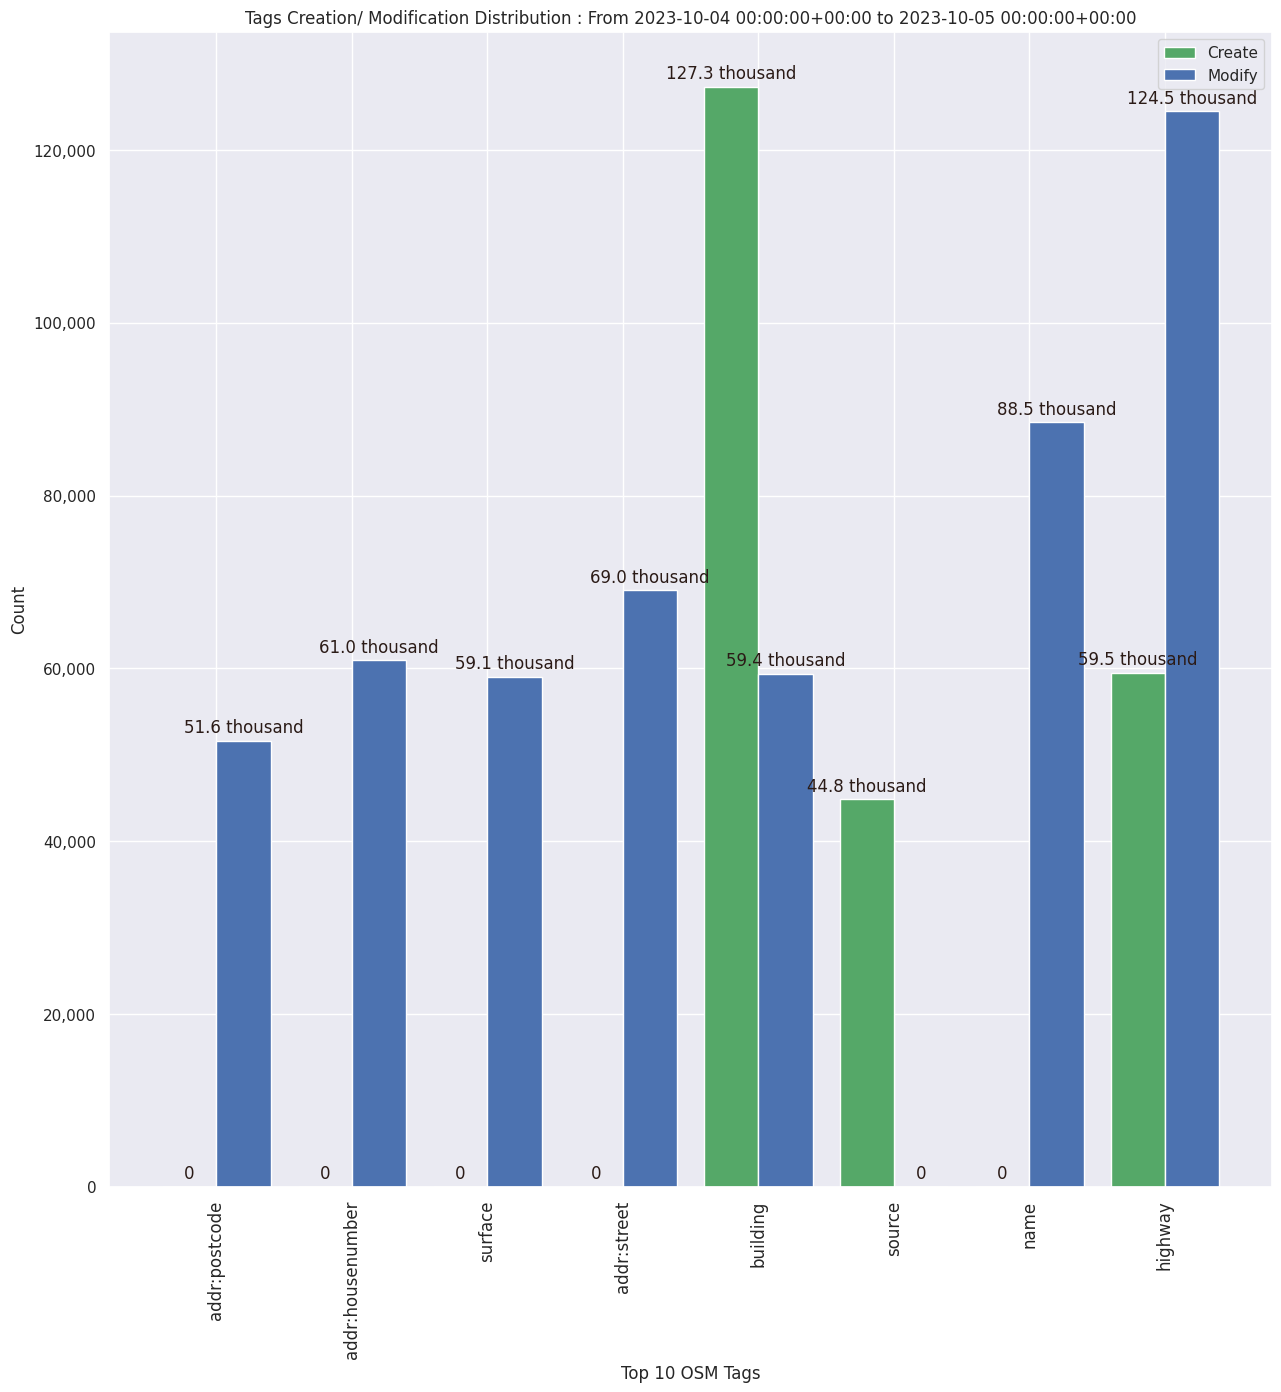 Tags Creation/ Modification Distribution : From 2023-10-04 00:00:00+00:00 to 2023-10-05 00:00:00+00:00
Create
Modify
127.3 thousand
124.5 thousand
88.5 thousand
69.0 thousand
61.0 thousand
59.1 thousand
59.4 thousand
59.5 thousand
51.6 thousand
44.8 thousand
0
0
0
0
0
0
120,000
100,000
80,000
60,000
40,000
20,000
0
Count
addr:postcode
addr:housenumber
surface
addr:street
building
source
name
highway
Top 10 OSM Tags